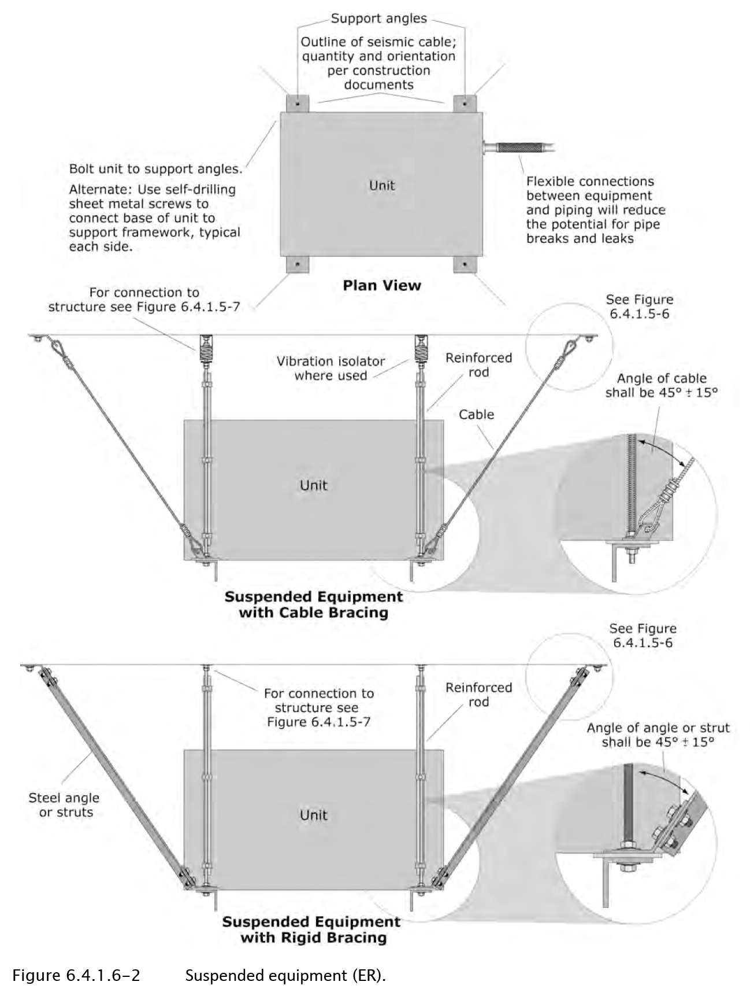 Support angles
Outline of seismic cable;
quantity and orientation
per construction
documents
Bolt unit to support angles.
Alternate: Use self-drilling
sheet metal screws to
connect base of unit to
support framework, typical
each side.
Unit
Flexible connections
between equipment
and piping will reduce
the potential for pipe
breaks and leaks
Plan View
For connection to
structure see Figure 6.4.1.5-7
See Figure
6.4.1.5-6
Vibration isolator
where used
Reinforced
rod
Angle of cable
shall be 45° ± 15°
Cable
Unit
Suspended Equipment
with Cable Bracing
See Figure
6.4.1.5-6
For connection to
structure see
Figure 6.4.1.5-7
Reinforced
rod
Angle of angle or strut
shall be 45° ± 15°
Steel angle
or struts
Unit
Suspended Equipment
with Rigid Bracing
Figure 6.4.1.6-2 Suspended equipment (ER).